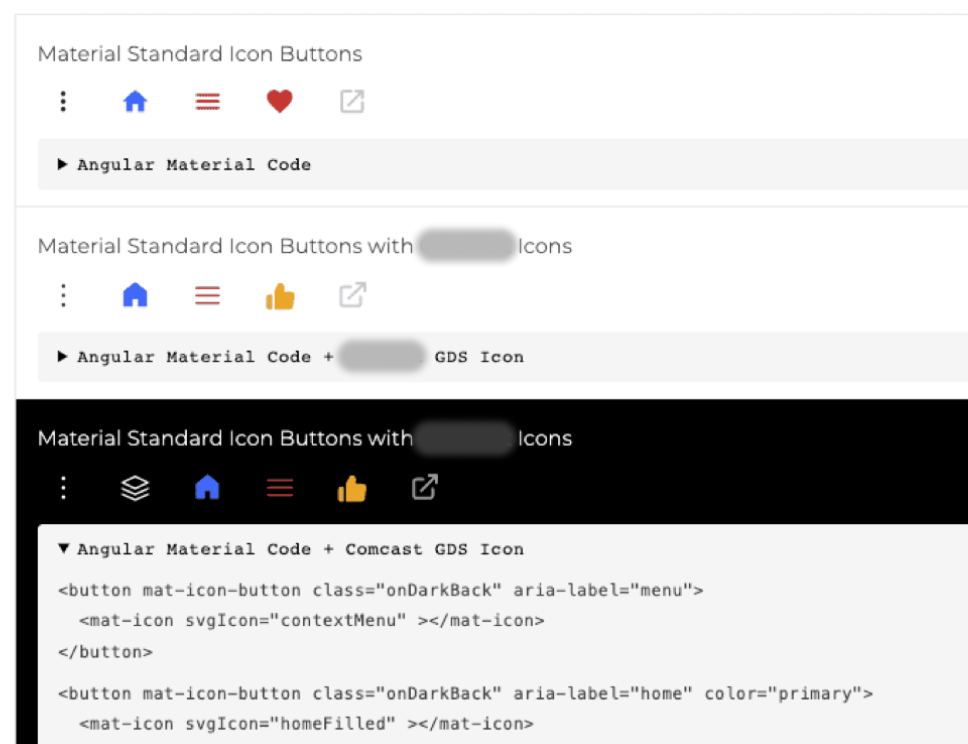 Material Standard Icon Buttons
▶ Angular Material Code
Material Standard Icon Buttons with Icons
▶ Angular Material Code + GDS Icon
Material Standard Icon Buttons with Icons
▼ Angular Material Code + Comcast GDS Icon
<button mat-icon-button class="onDarkBack" aria-label="menu">
<mat-icon svgIcon="contextMenu" ></mat-icon>
</button>
<button mat-icon-button class="onDarkBack" aria-label="home" color="primary">
<mat-icon svgIcon="homeFilled" ></mat-icon>